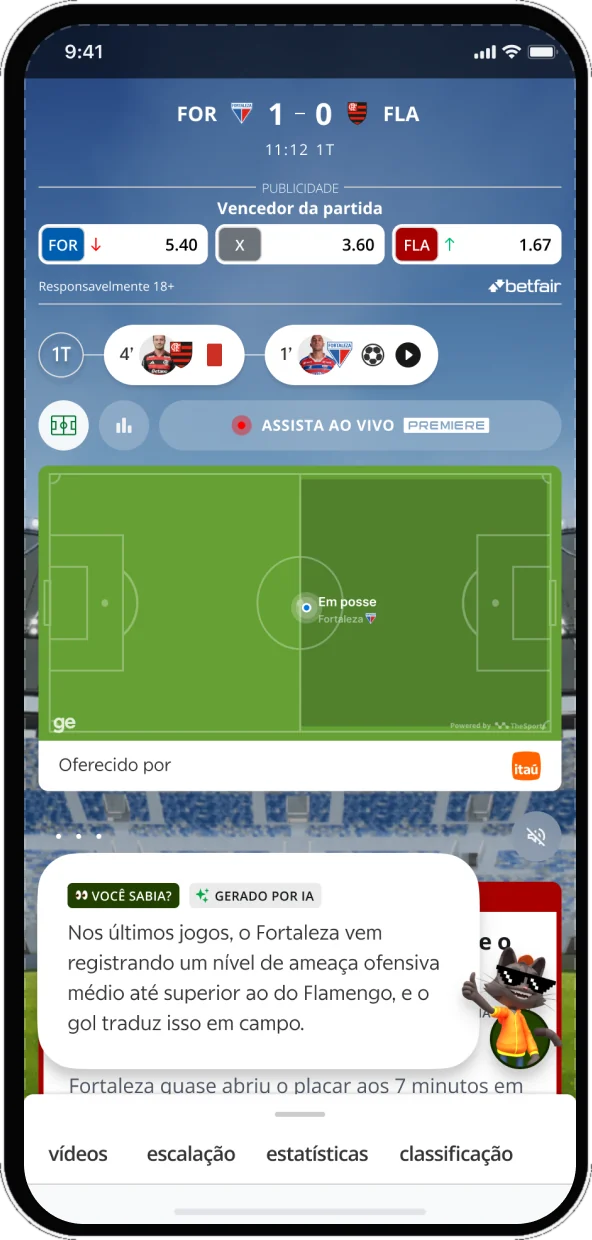 9:41
FOR 1 - 0 FLA
11:12 1T
PUBLICIDADE
Vencedor da partida
FOR ↓ 5.40 X 3.60 FLA ↑ 1.67
Responsavelmente 18+ betfair
1T 4’ 1’
ASSISTA AO VIVO PREMIERE
Em posse
Fortaleza
ge Powered by TheSports
Oferecido por itaú
VOCÊ SABIA? GERADO POR IA
Nos últimos jogos, o Fortaleza vem
registrando um nível de ameaça ofensiva
médio até superior ao do Flamengo, e o
gol traduz isso em campo.
e o
IA
Fortaleza quase abriu o placar aos 7 minutos em
vídeos escalação estatísticas classificação